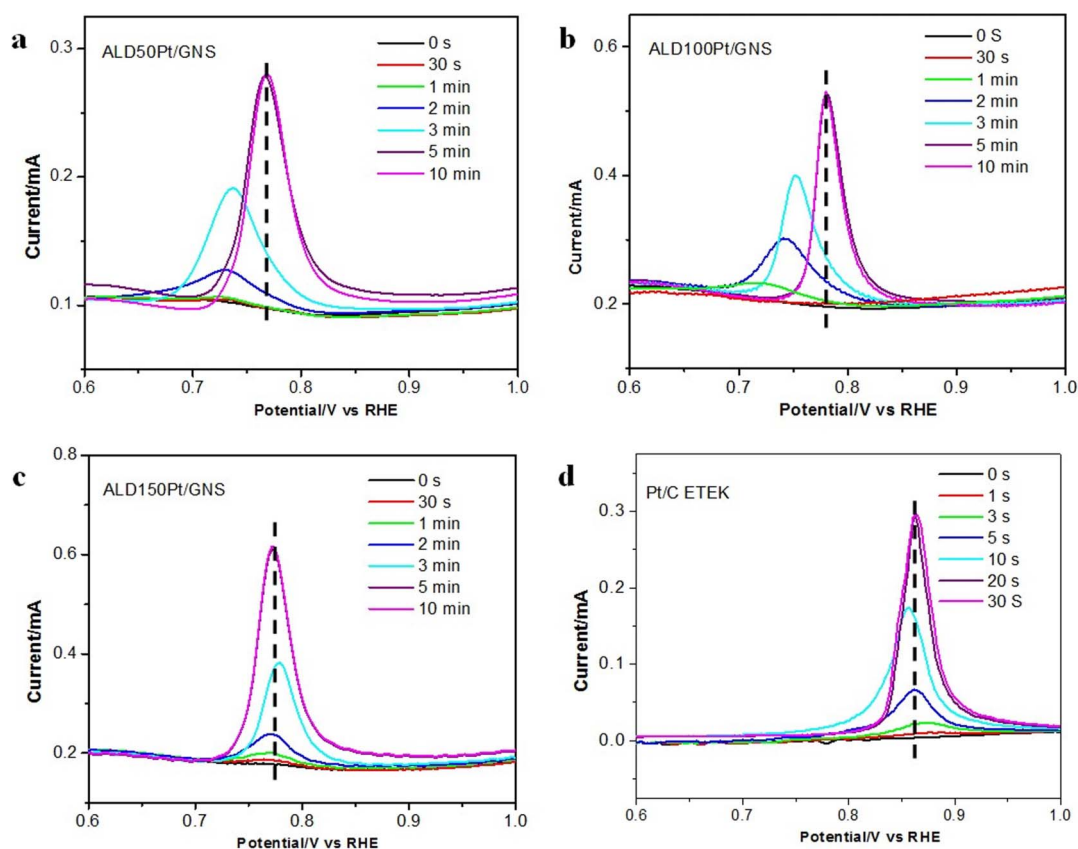 a
ALD50Pt/GNS
0 s
30 s
1 min
2 min
3 min
5 min
10 min
0.3
0.2
0.1
Current/mA
0.6 0.7 0.8 0.9 1.0
Potential/V vs RHE
b
ALD100Pt/GNS
0 S
30 s
1 min
2 min
3 min
5 min
10 min
0.6
0.4
0.2
Current/mA
0.6 0.7 0.8 0.9 1.0
Potential/V vs RHE
c
ALD150Pt/GNS
0 s
30 s
1 min
2 min
3 min
5 min
10 min
0.8
0.6
0.4
0.2
Current/mA
0.6 0.7 0.8 0.9 1.0
Potential/V vs RHE
d
Pt/C ETEK
0 s
1 s
3 s
5 s
10 s
20 s
30 S
0.3
0.2
0.1
0.0
Current/mA
0.6 0.7 0.8 0.9 1.0
Potential/V vs RHE